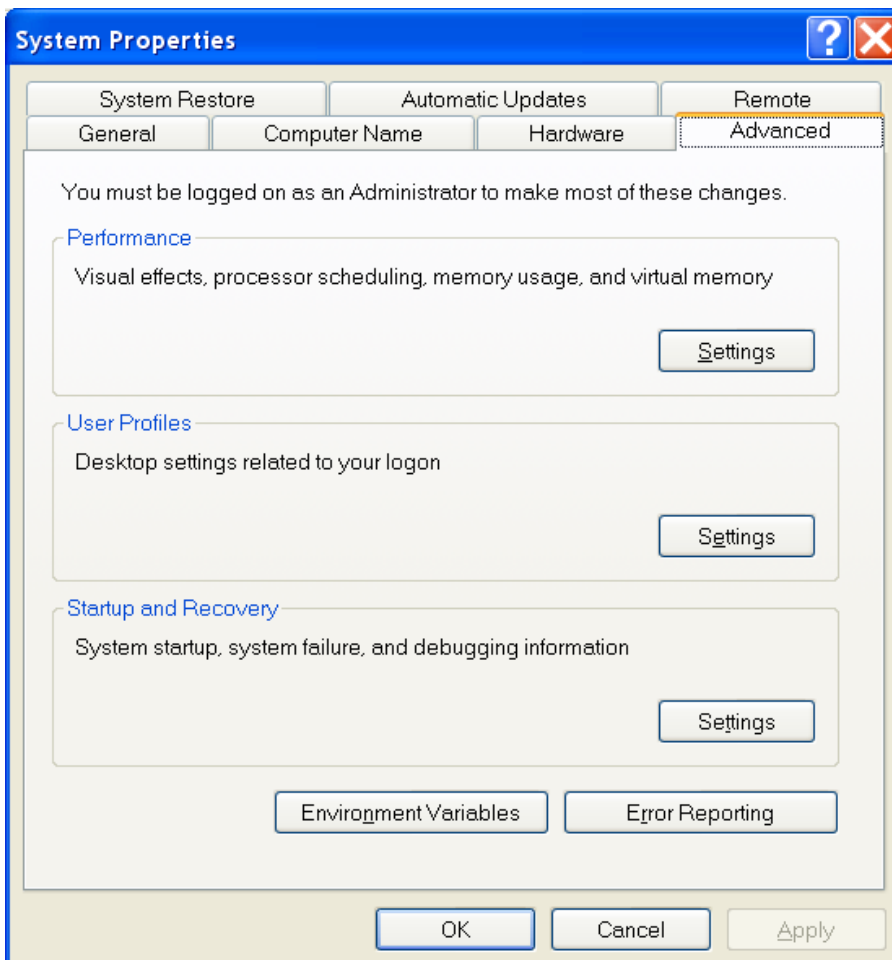 System Properties
System Restore Automatic Updates Remote
General Computer Name Hardware Advanced
You must be logged on as an Administrator to make most of these changes.
Performance
Visual effects, processor scheduling, memory usage, and virtual memory
Settings
User Profiles
Desktop settings related to your logon
Settings
Startup and Recovery
System startup, system failure, and debugging information
Settings
Environment Variables Error Reporting
OK Cancel Apply